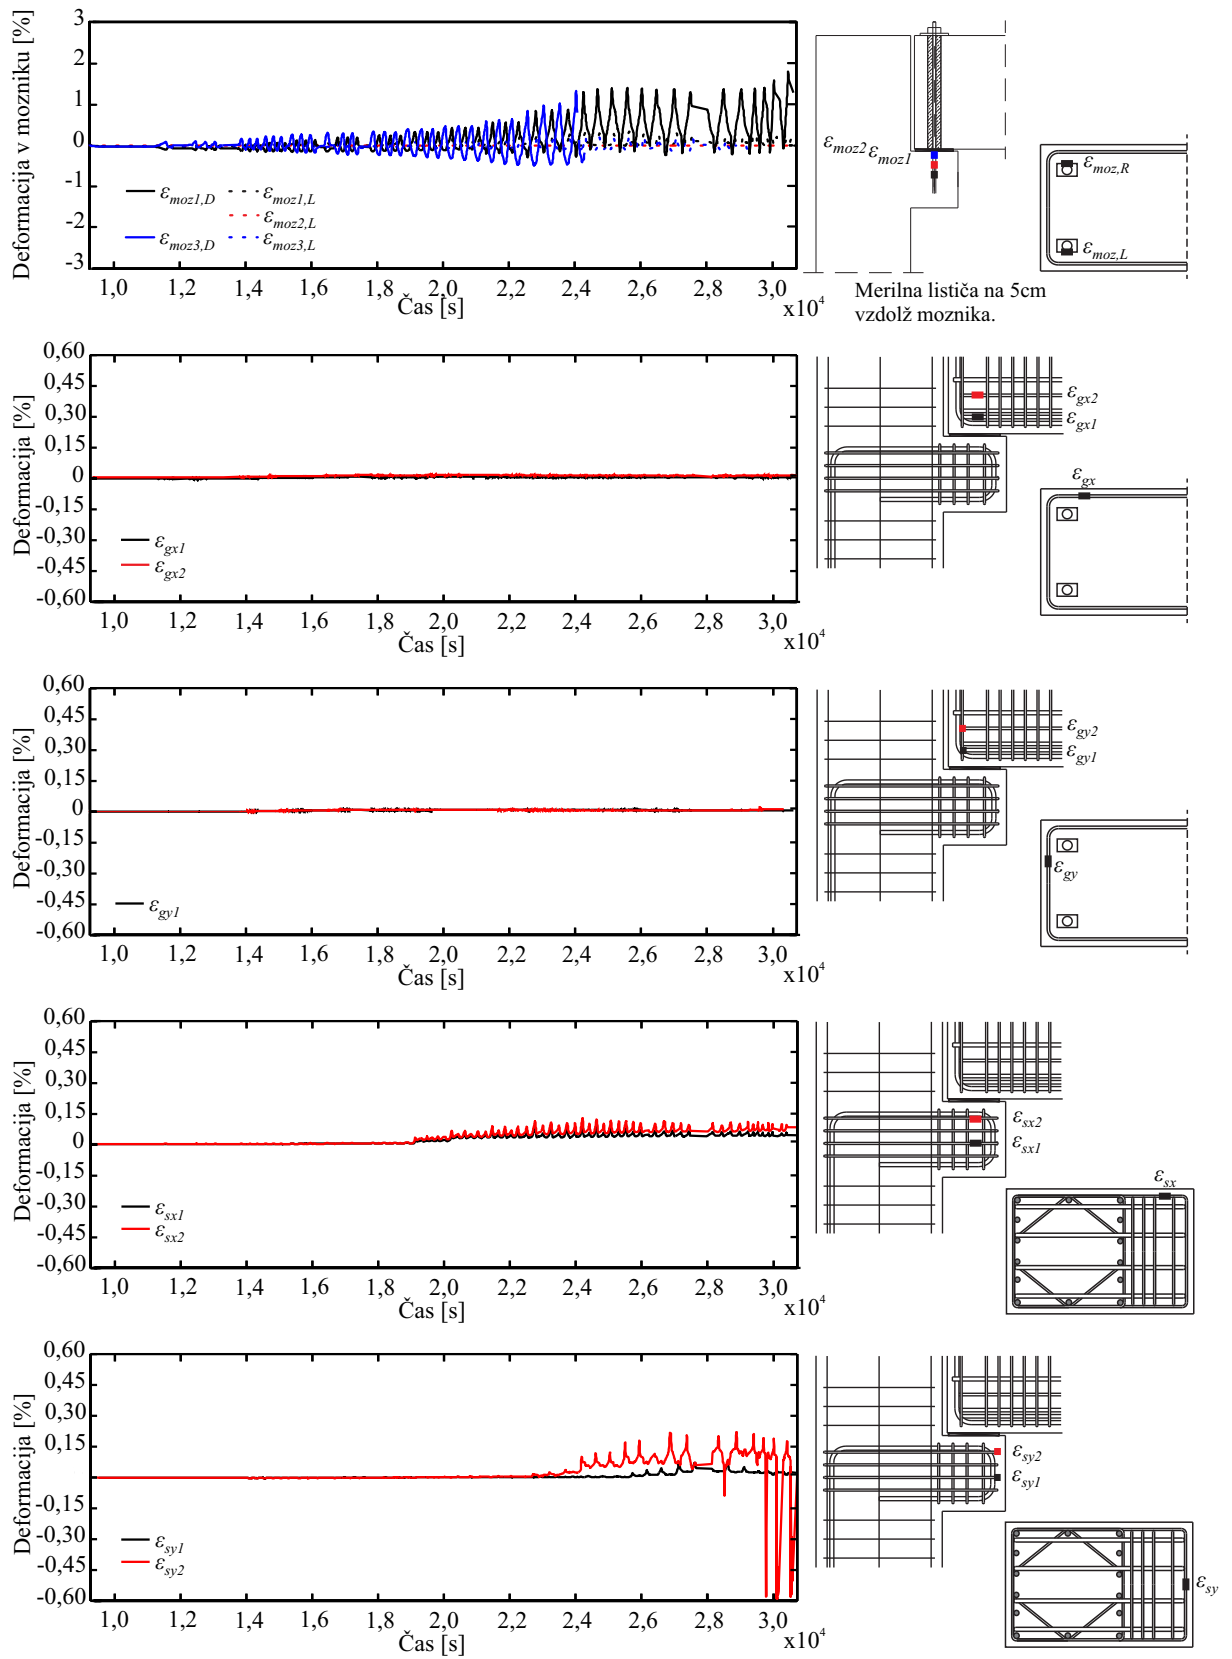 Deformacija v mozniku [%]
3
2
1
0
-1
-2
-3
εmoz1,D
εmoz1,L
εmoz2,L
εmoz3,D
εmoz3,L
1,0 1,2 1,4 1,6 1,8 2,0 2,2 2,4 2,6 2,8 3,0
Čas [s]
x10⁴
εmoz2 εmoz1
εmoz,R
εmoz,L
Merilna lističa na 5cm
vzdolž moznika.
Deformacija [%]
0,60
0,45
0,30
0,15
0
-0,15
-0,30
-0,45
-0,60
εgx1
εgx2
1,0 1,2 1,4 1,6 1,8 2,0 2,2 2,4 2,6 2,8 3,0
Čas [s]
x10⁴
εgx2
εgx1
εgx
Deformacija [%]
0,60
0,45
0,30
0,15
0
-0,15
-0,30
-0,45
-0,60
εgy1
1,0 1,2 1,4 1,6 1,8 2,0 2,2 2,4 2,6 2,8 3,0
Čas [s]
x10⁴
εgy2
εgy1
εgy
Deformacija [%]
0,60
0,45
0,30
0,15
0
-0,15
-0,30
-0,45
-0,60
εsx1
εsx2
1,0 1,2 1,4 1,6 1,8 2,0 2,2 2,4 2,6 2,8 3,0
Čas [s]
x10⁴
εsx2
εsx1
εsx
Deformacija [%]
0,60
0,45
0,30
0,15
0
-0,15
-0,30
-0,45
-0,60
εsy1
εsy2
1,0 1,2 1,4 1,6 1,8 2,0 2,2 2,4 2,6 2,8 3,0
Čas [s]
x10⁴
εsy2
εsy1
εsy